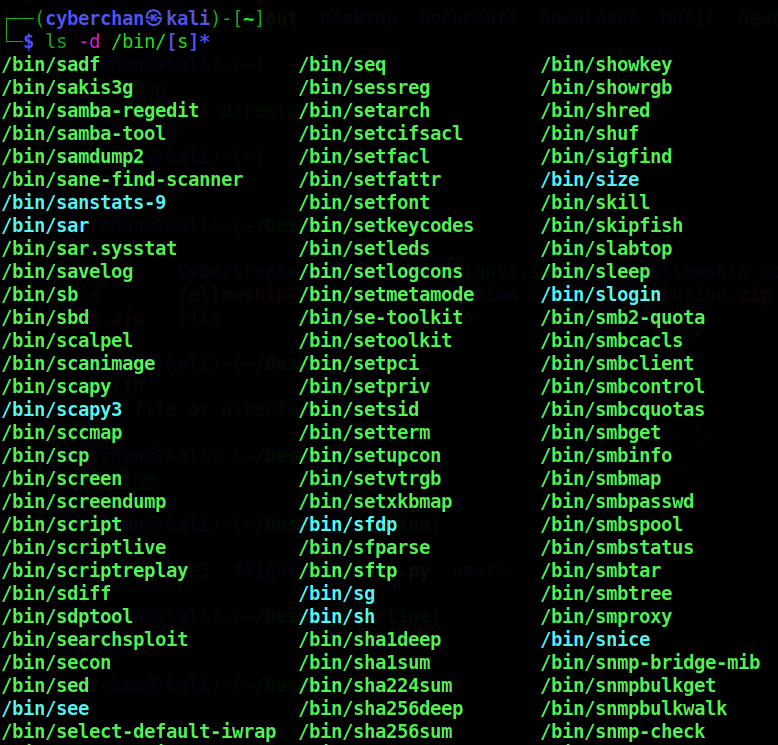 ┌──(cyberchan㉿kali)-[~]
└─$ ls -d /bin/[s]*
/bin/sadf /bin/seq /bin/showkey
/bin/sakis3g /bin/sessreg /bin/showrgb
/bin/samba-regedit /bin/setarch /bin/shred
/bin/samba-tool /bin/setcifsacl /bin/shuf
/bin/samdump2 /bin/setfacl /bin/sigfind
/bin/sane-find-scanner /bin/setfattr /bin/size
/bin/sanstats-9 /bin/setfont /bin/skill
/bin/sar /bin/setkeycodes /bin/skipfish
/bin/sar.sysstat /bin/setleds /bin/slabtop
/bin/savelog /bin/setlogcons /bin/sleep
/bin/sb /bin/setmetamode /bin/slogin
/bin/sbd /bin/se-toolkit /bin/smb2-quota
/bin/scalpel /bin/setoolkit /bin/smbcacls
/bin/scanimage /bin/setpci /bin/smbclient
/bin/scapy /bin/setpriv /bin/smbcontrol
/bin/scapy3 /bin/setsid /bin/smbcquotas
/bin/sccmap /bin/setterm /bin/smbget
/bin/scp /bin/setupcon /bin/smbinfo
/bin/screen /bin/setvtrgb /bin/smbmap
/bin/screendump /bin/setxkbmap /bin/smbpasswd
/bin/script /bin/sfdp /bin/smbspool
/bin/scriptlive /bin/sfparse /bin/smbstatus
/bin/scriptreplay /bin/sftp /bin/smbtar
/bin/sdiff /bin/sg /bin/smbtree
/bin/sdptool /bin/sh /bin/smproxy
/bin/searchsploit /bin/sha1deep /bin/snice
/bin/secon /bin/sha1sum /bin/snmp-bridge-mib
/bin/sed /bin/sha224sum /bin/snmpbulkget
/bin/see /bin/sha256deep /bin/snmpbulkwalk
/bin/select-default-iwrap /bin/sha256sum /bin/snmp-check